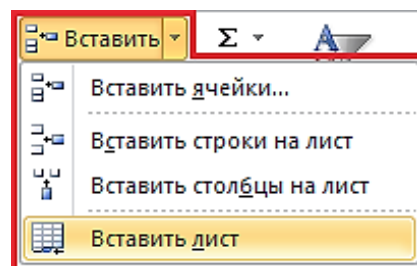 Вставить Σ А
Вставить ячейки...
Вставить строки на лист
Вставить столбцы на лист
Вставить лист